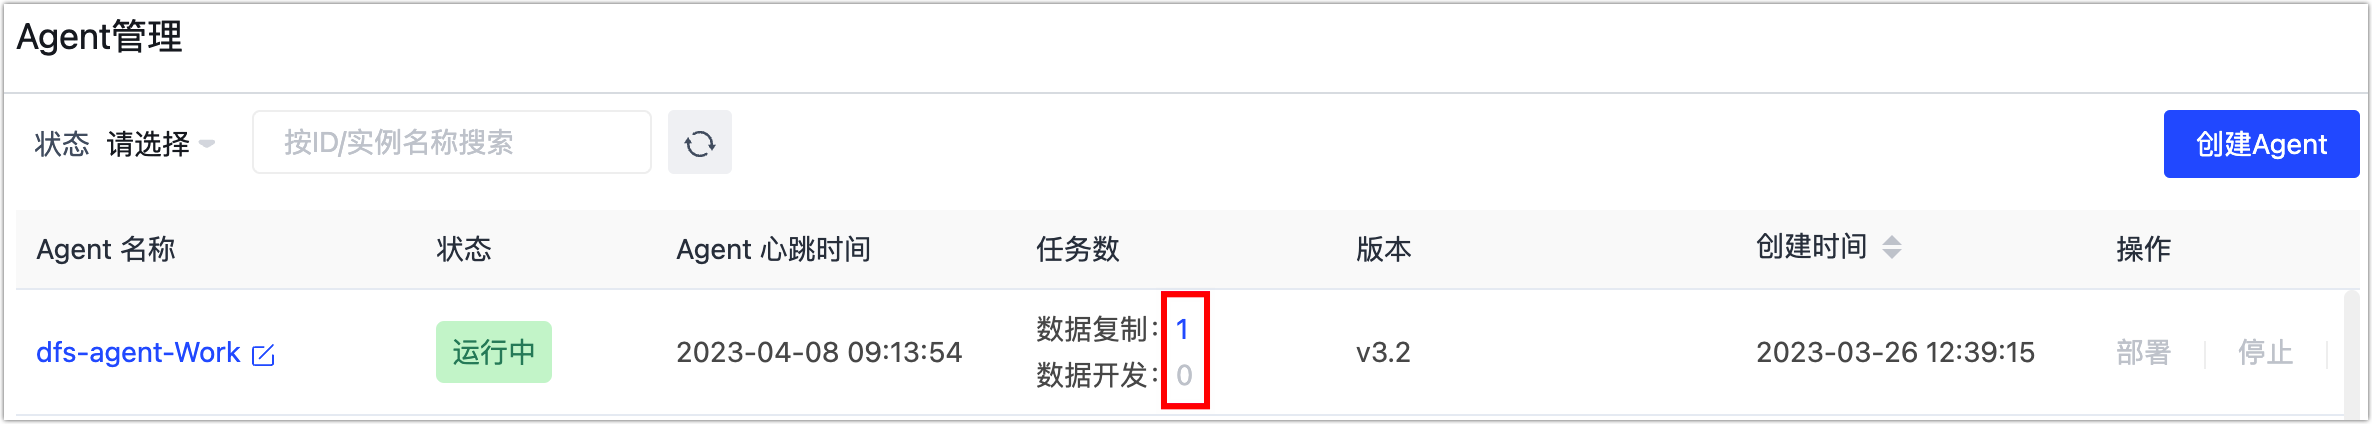 Agent管理
状态 请选择 按ID/实例名称搜索 创建Agent
Agent 名称 状态 Agent 心跳时间 任务数 版本 创建时间 操作
dfs-agent-Work 运行中 2023-04-08 09:13:54 数据复制: 1 v3.2 2023-03-26 12:39:15 部署 停止
数据开发: 0